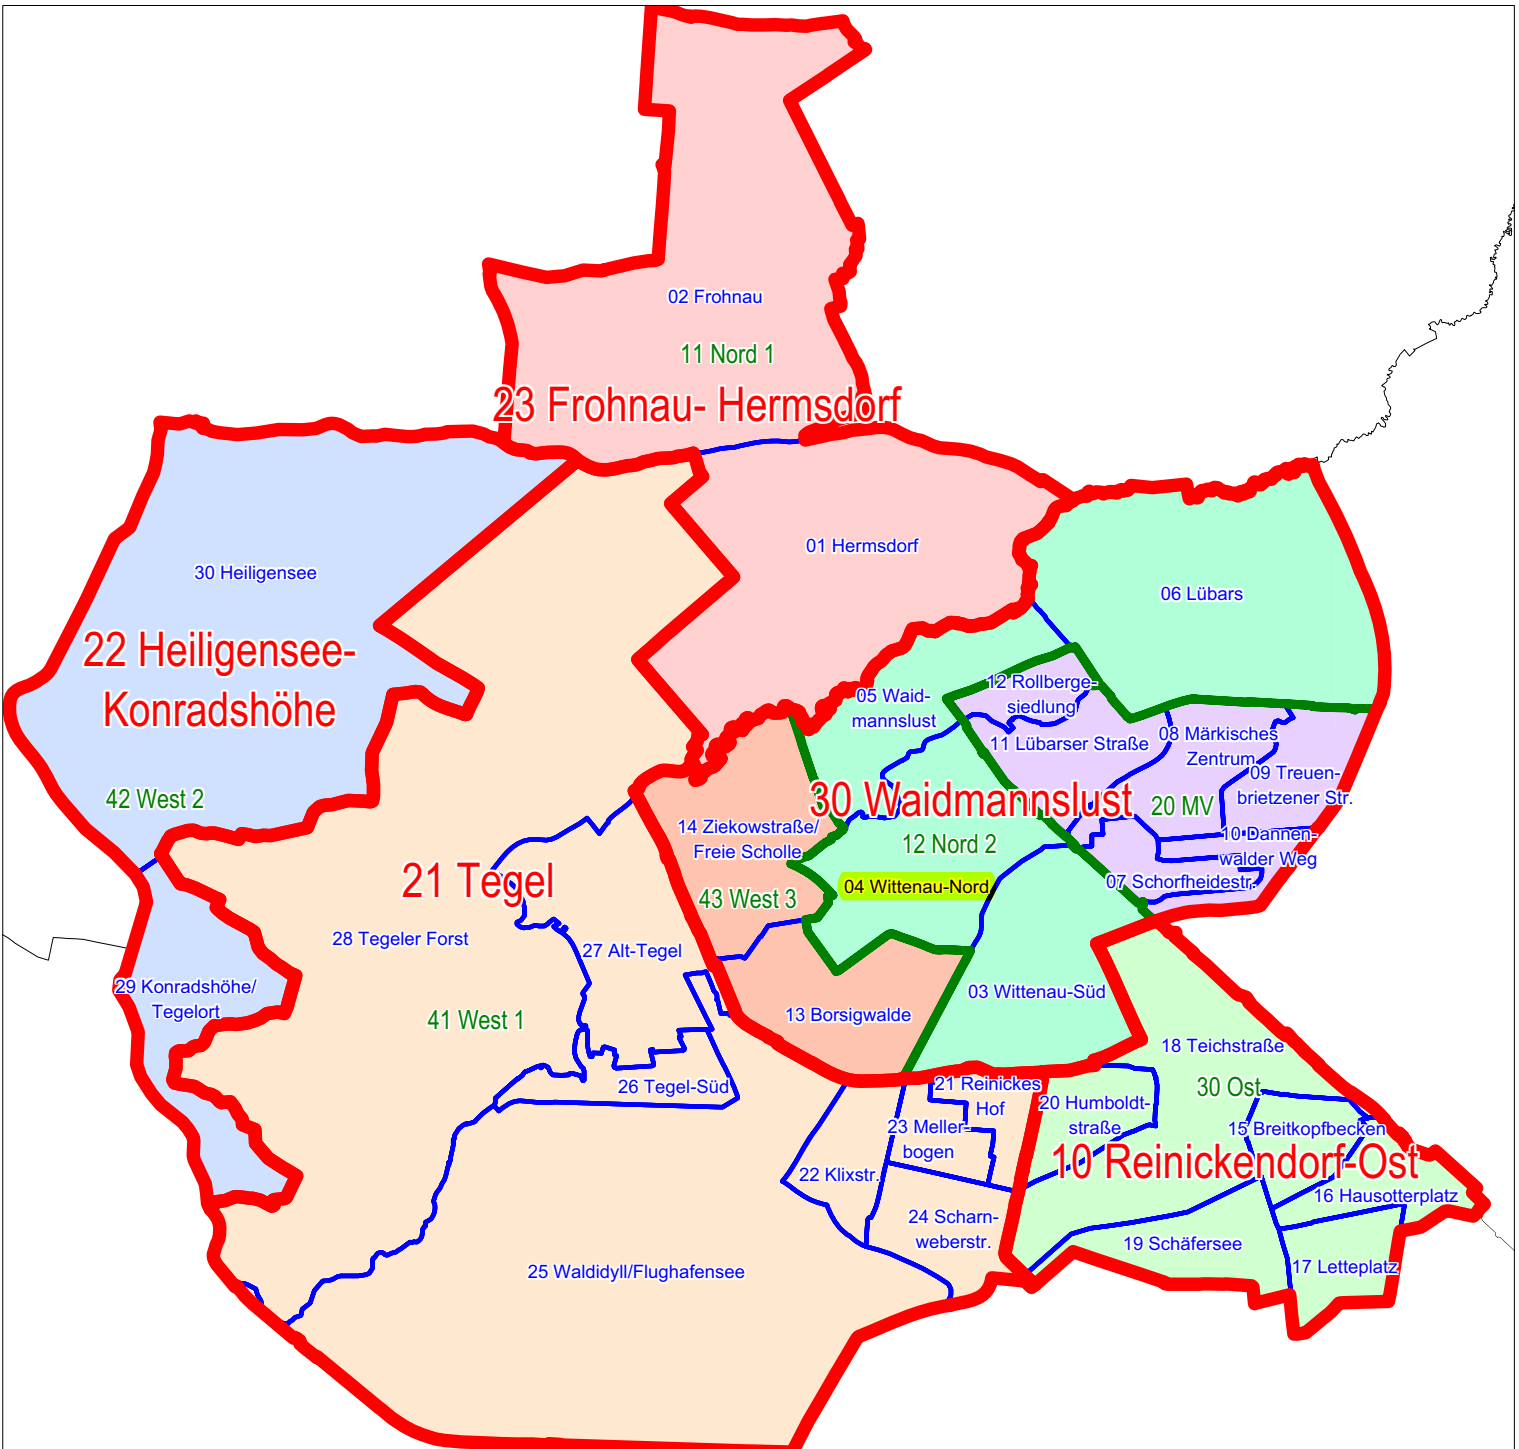 02 Frohnau
11 Nord 1
23 Frohnau- Hermsdorf
01 Hermsdorf
30 Heiligensee
06 Lübars
22 Heiligensee-
Konradshöhe
42 West 2
05 Waid-
mannslust
12 Rollberge-
siedlung
11 Lübarser Straße
08 Märkisches
Zentrum
09 Treuen-
brietzener Str.
30 Waidmannslust
20 MV
14 Ziekowstraße/
Freie Scholle
12 Nord 2
10 Dannen-
walder Weg
07 Schorfheidestr.
04 Wittenau-Nord
43 West 3
21 Tegel
28 Tegeler Forst
27 Alt-Tegel
29 Konradshöhe/
Tegelort
41 West 1
03 Wittenau-Süd
13 Borsigwalde
18 Teichstraße
30 Ost
26 Tegel-Süd
21 Reinickes
Hof
20 Humboldt-
straße
23 Meller-
bogen
15 Breitkopfbecken
10 Reinickendorf-Ost
22 Klixstr.
16 Hausotterplatz
24 Scharn-
weberstr.
19 Schäfersee
17 Letteplatz
25 Waldidyll/Flughafensee